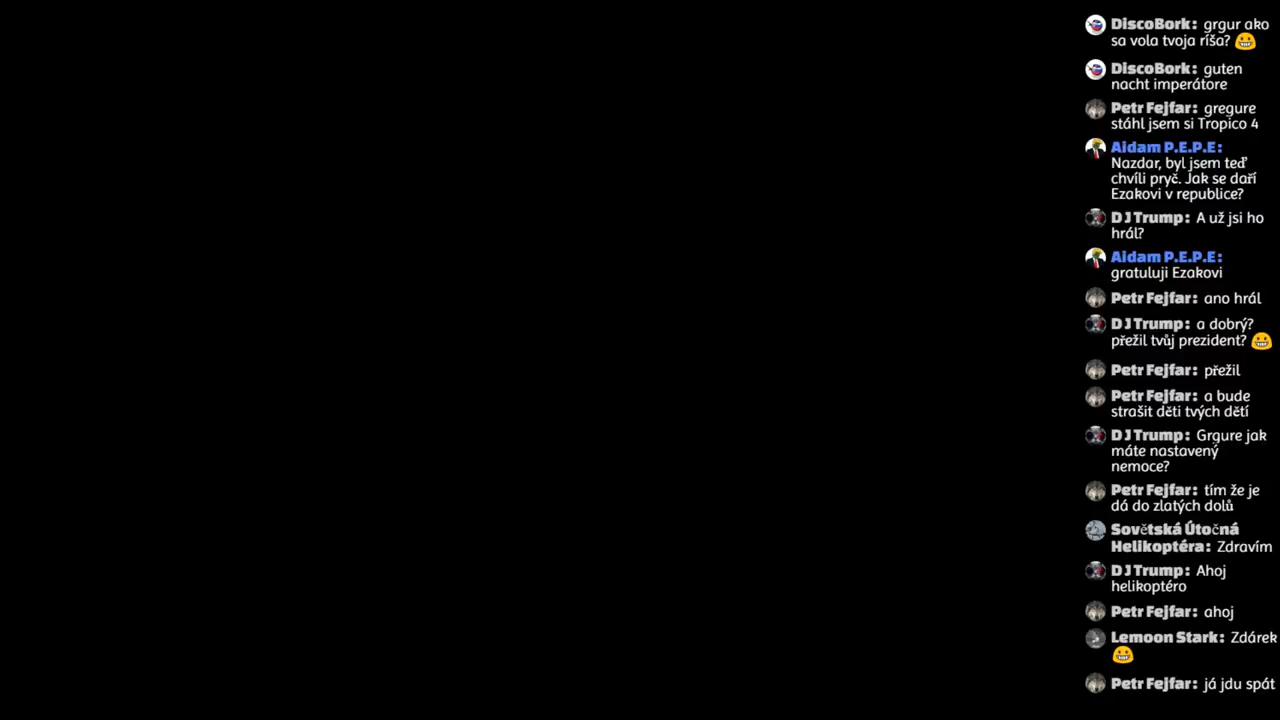 DiscoBork: grgur ako
sa vola tvoja ríša? 😀
DiscoBork: guten
nacht imperátore
Petr Fejfar: gregure
stáhl jsem si Tropico 4
Aidam P.E.P.E:
Nazdar, byl jsem teď
chvíli pryč. Jak se daří
Ezakovi v republice?
D J Trump: A už jsi ho
hrál?
Aidam P.E.P.E:
gratuluji Ezakovi
Petr Fejfar: ano hrál
D J Trump: a dobrý?
přežil tvůj prezident? 😀
Petr Fejfar: přežil
Petr Fejfar: a bude
strašit děti tvých dětí
D J Trump: Grgure jak
máte nastavený
nemoce?
Petr Fejfar: tím že je
dá do zlatých dolů
Sovětská Útočná
Helikoptéra: Zdravím
D J Trump: Ahoj
helikoptéro
Petr Fejfar: ahoj
Lemoon Stark: Zdárek
😀
Petr Fejfar: já jdu spát